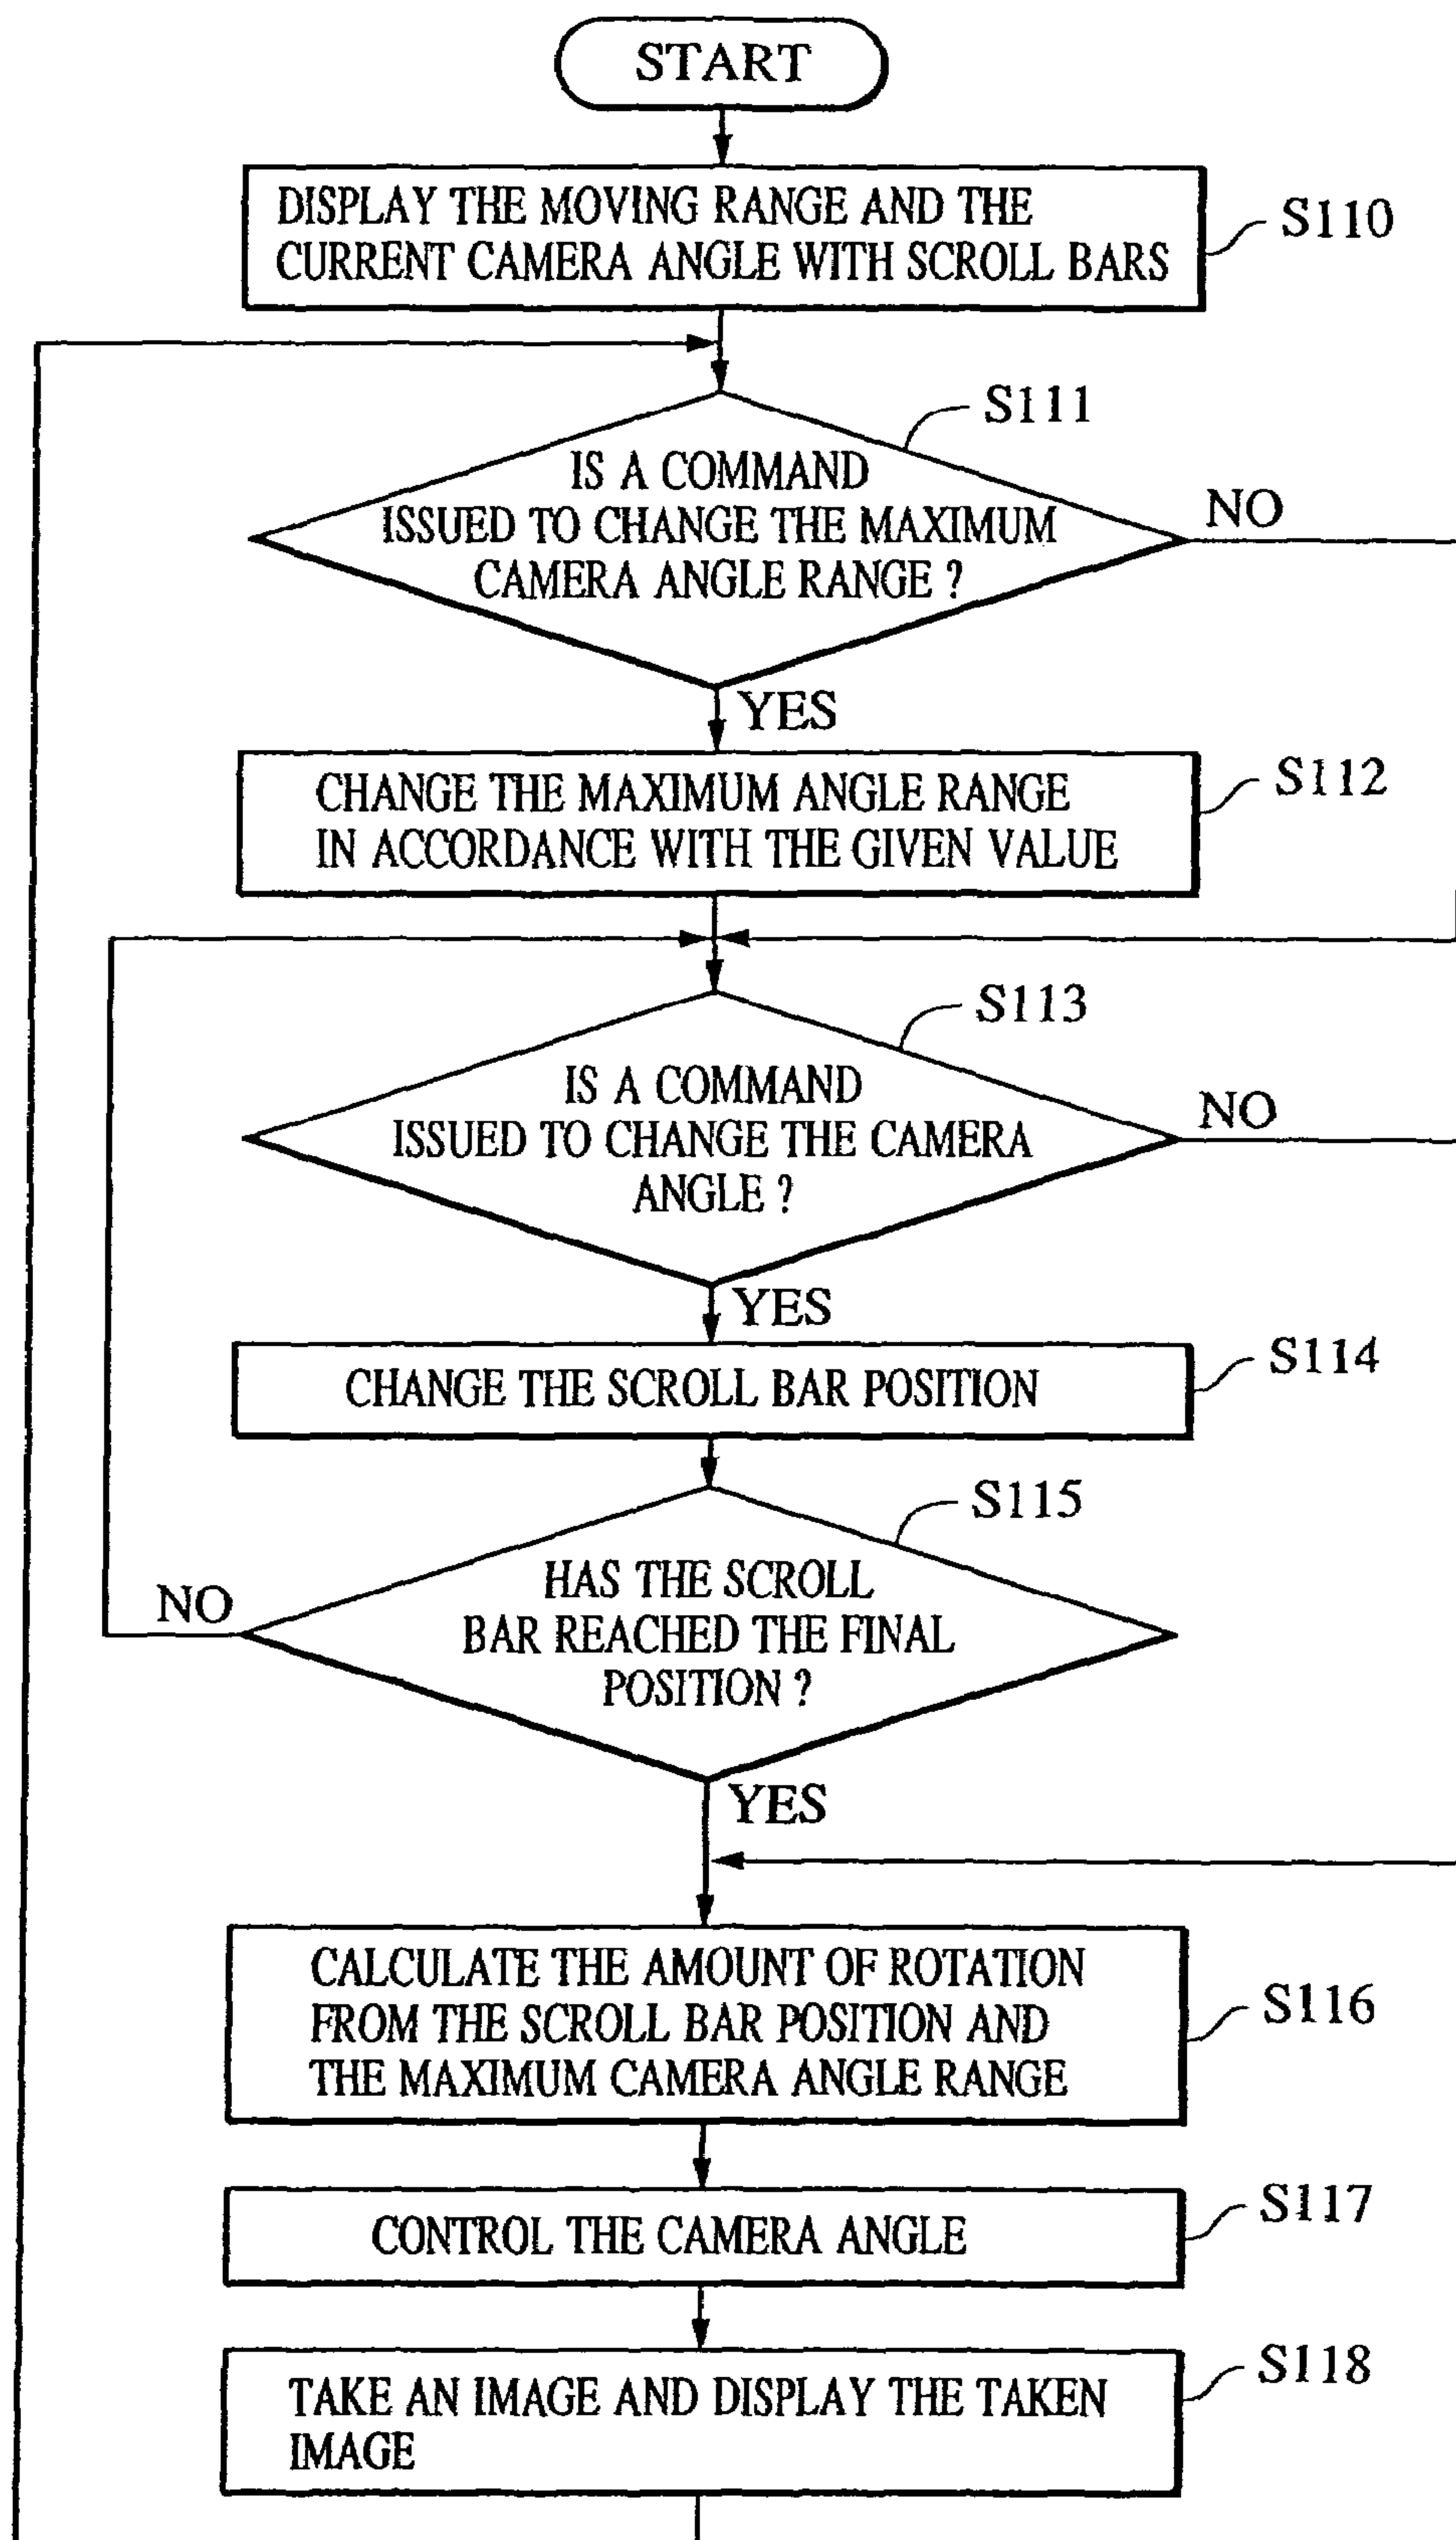 START
DISPLAY THE MOVING RANGE AND THE
CURRENT CAMERA ANGLE WITH SCROLL BARS
S110
S111
IS A COMMAND
ISSUED TO CHANGE THE MAXIMUM
CAMERA ANGLE RANGE ?
NO
YES
CHANGE THE MAXIMUM ANGLE RANGE
IN ACCORDANCE WITH THE GIVEN VALUE
S112
S113
IS A COMMAND
ISSUED TO CHANGE THE CAMERA
ANGLE ?
NO
YES
CHANGE THE SCROLL BAR POSITION
S114
S115
HAS THE SCROLL
BAR REACHED THE FINAL
POSITION ?
NO
YES
CALCULATE THE AMOUNT OF ROTATION
FROM THE SCROLL BAR POSITION AND
THE MAXIMUM CAMERA ANGLE RANGE
S116
CONTROL THE CAMERA ANGLE
S117
TAKE AN IMAGE AND DISPLAY THE TAKEN
IMAGE
S118